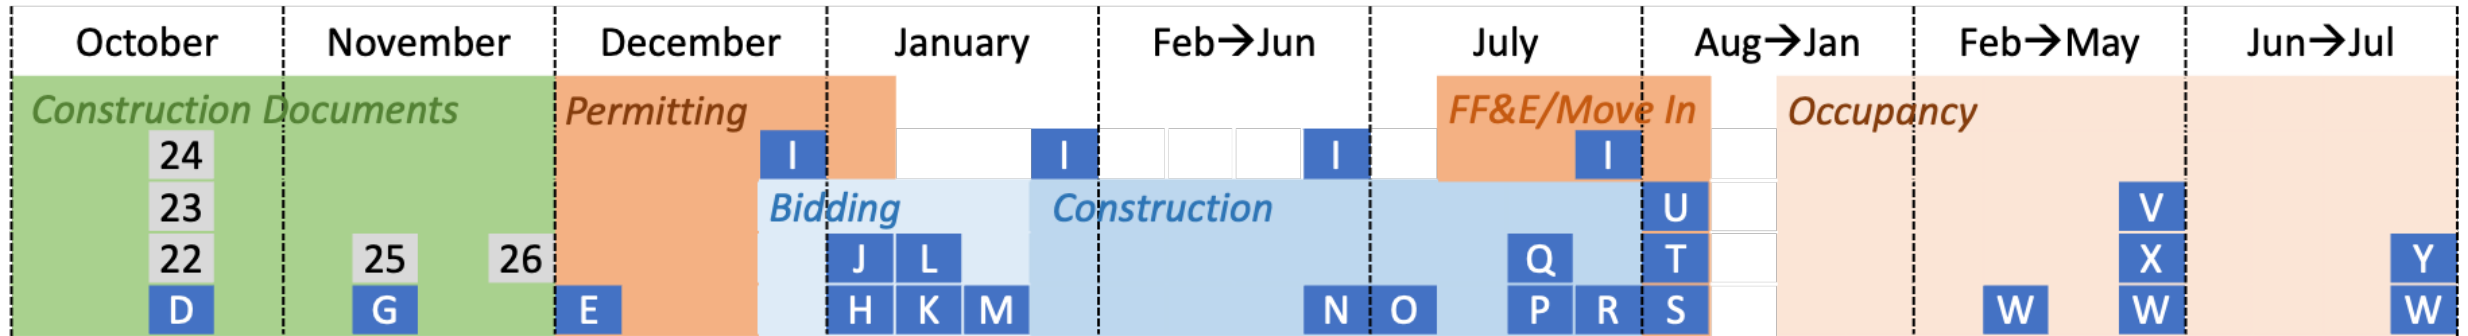 October November December January Feb→Jun July Aug→Jan Feb→May Jun→Jul
Construction Documents Permitting FF&E/Move In Occupancy
24 I I I I
23 Bidding Construction U V
22 25 26 J L Q T X Y
D G E H K M N O P R S W W W